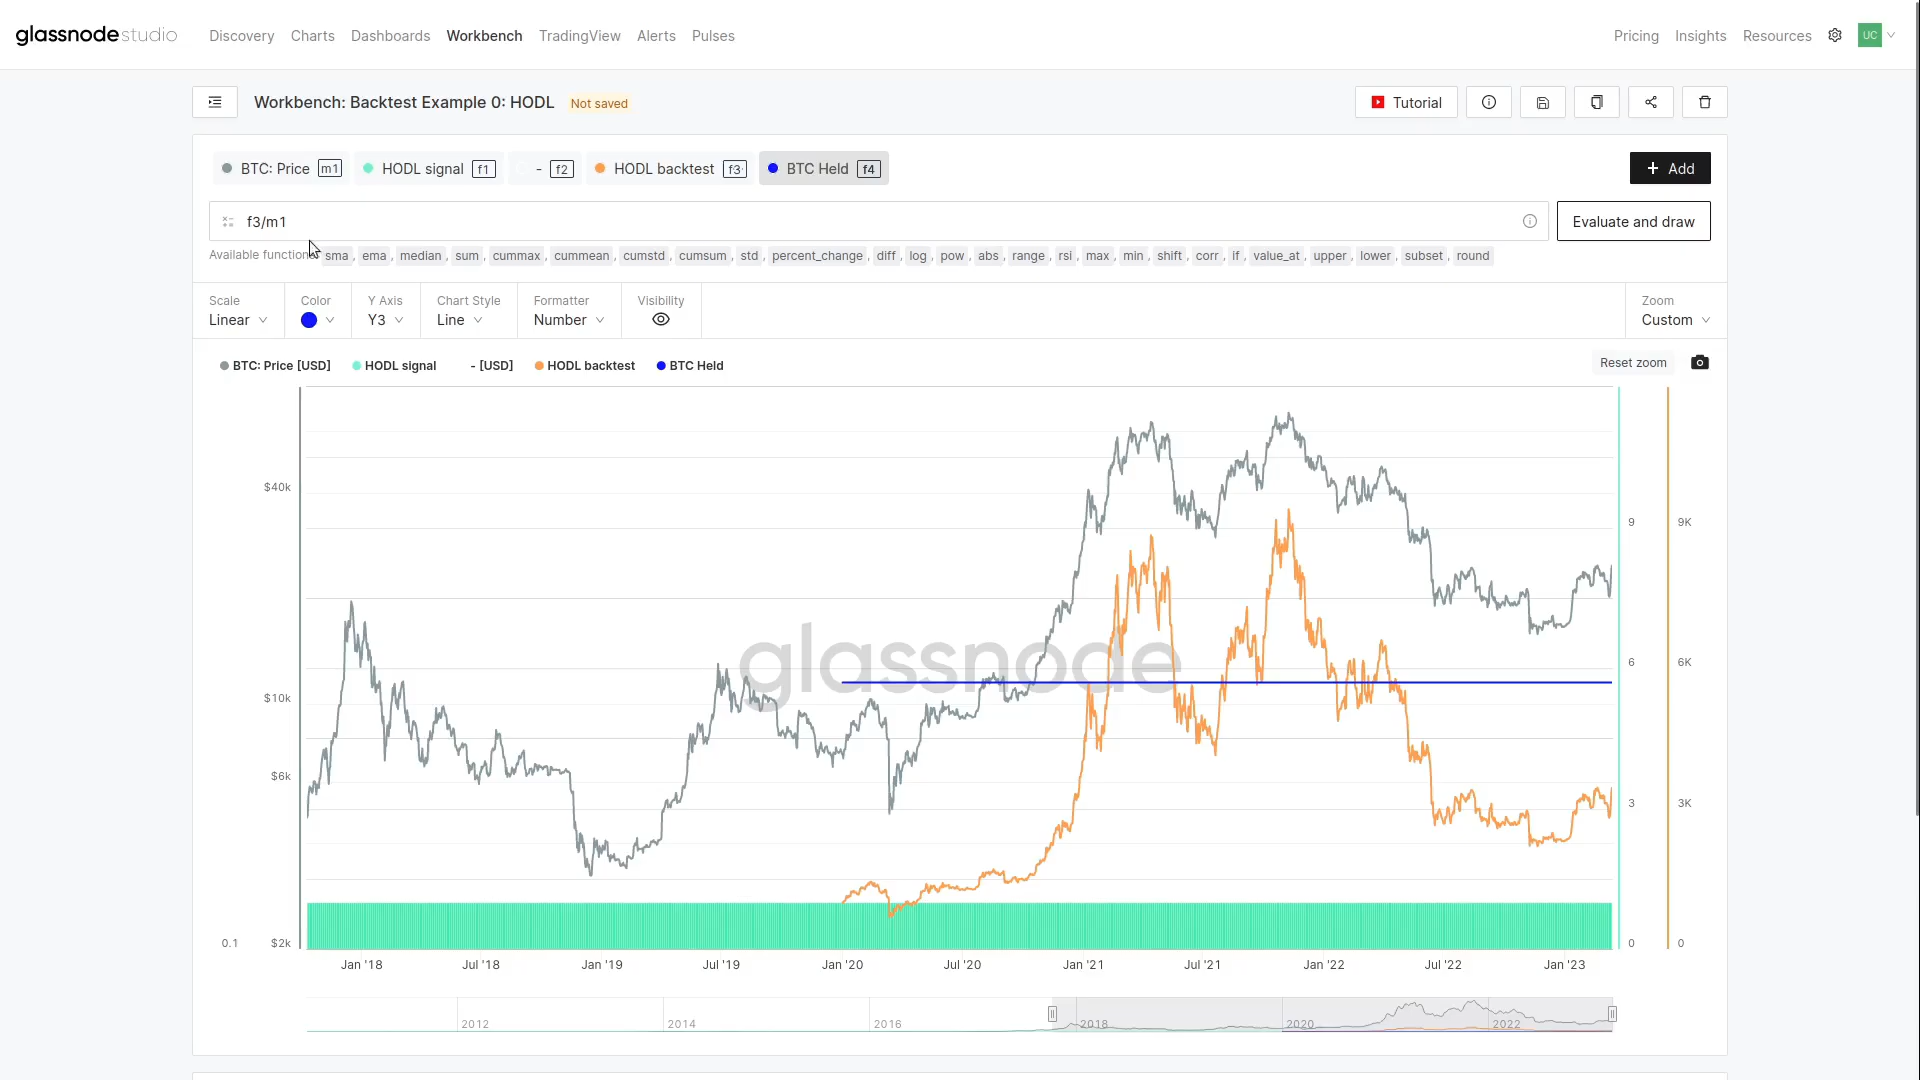 glassnodestudio Discovery Charts Dashboards Workbench TradingView Alerts Pulses Pricing Insights Resources UC
Workbench: Backtest Example 0: HODL Not saved Tutorial
BTC: Price m1 HODL signal f1 - f2 HODL backtest f3 BTC Held f4 + Add
f3/m1 Evaluate and draw
Available function sma , ema , median , sum , cummax , cummean , cumstd , cumsum , std , percent_change , diff , log , pow , abs , range , rsi , max , min , shift , corr , if , value_at , upper , lower , subset , round
Scale Color Y Axis Chart Style Formatter Visibility Zoom
Linear Y3 Line Number Custom
BTC: Price [USD] HODL signal - [USD] HODL backtest BTC Held Reset zoom
$40k
9 9K
glassnode
6 6K
$10k
$6k
3 3K
0.1 $2k 0 0
Jan '18 Jul '18 Jan '19 Jul '19 Jan '20 Jul '20 Jan '21 Jul '21 Jan '22 Jul '22 Jan '23
2012 2014 2016 2018 2020 2022